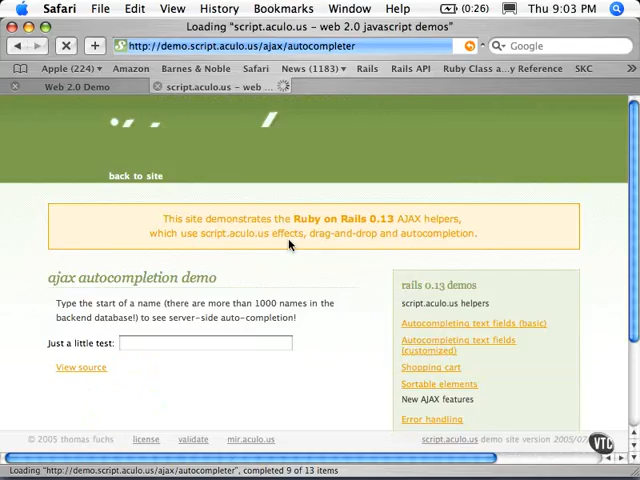 Safari File Edit View History Bookmarks Window Help (0:26) Thu 9:03 PM
Loading "script.aculo.us - web 2.0 javascript demos"
http://demo.script.aculo.us/ajax/autocompleter Google
Apple (224) Amazon Barnes & Noble Safari News (1183) Rails Rails API Ruby Class a...y Reference SKC
Web 2.0 Demo script.aculo.us - web ...
back to site
This site demonstrates the Ruby on Rails 0.13 AJAX helpers,
which use script.aculo.us effects, drag-and-drop and autocompletion.
ajax autocompletion demo
Type the start of a name (there are more than 1000 names in the
backend database!) to see server-side auto-completion!
Just a little test:
View source
rails 0.13 demos
script.aculo.us helpers
Autocompleting text fields (basic)
Autocompleting text fields
(customized)
Shopping cart
Sortable elements
New AJAX features
Error handling
© 2005 thomas fuchs license validate mir.aculo.us script.aculo.us demo site version 2005/07/
VTC
Loading "http://demo.script.aculo.us/ajax/autocompleter", completed 9 of 13 items